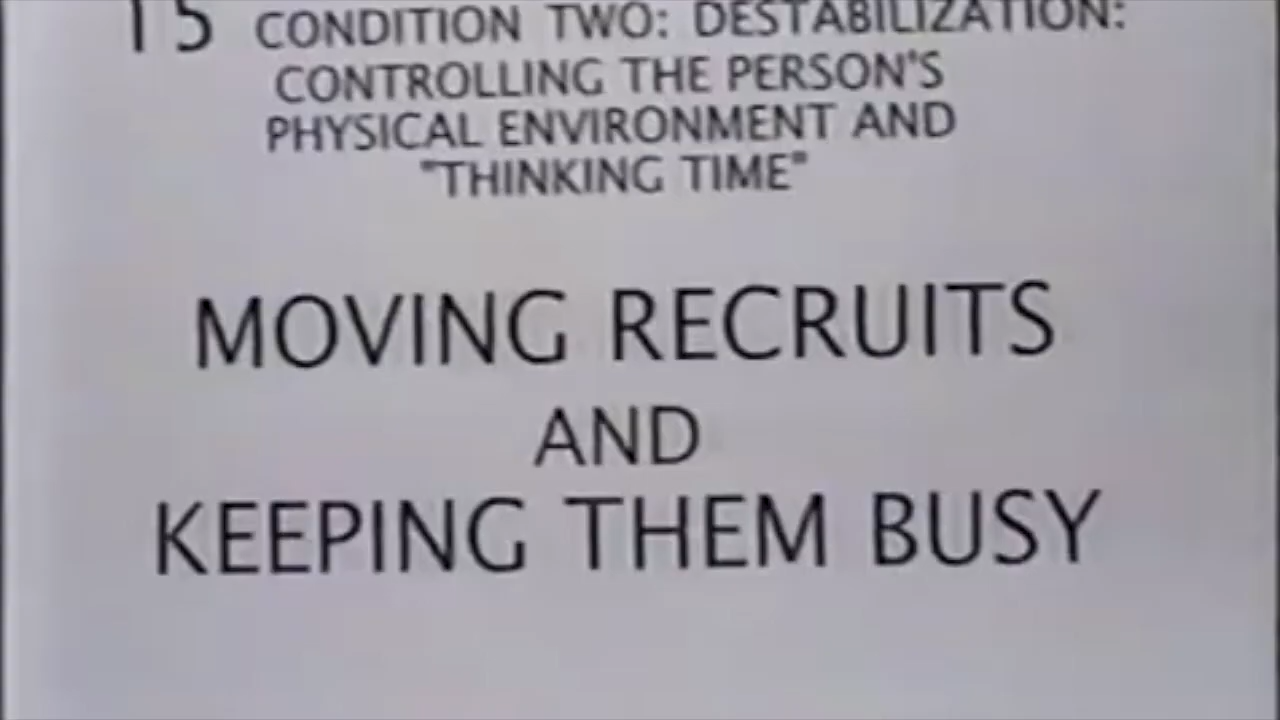 15 CONDITION TWO: DESTABILIZATION:
CONTROLLING THE PERSON'S
PHYSICAL ENVIRONMENT AND
"THINKING TIME"
MOVING RECRUITS
AND
KEEPING THEM BUSY